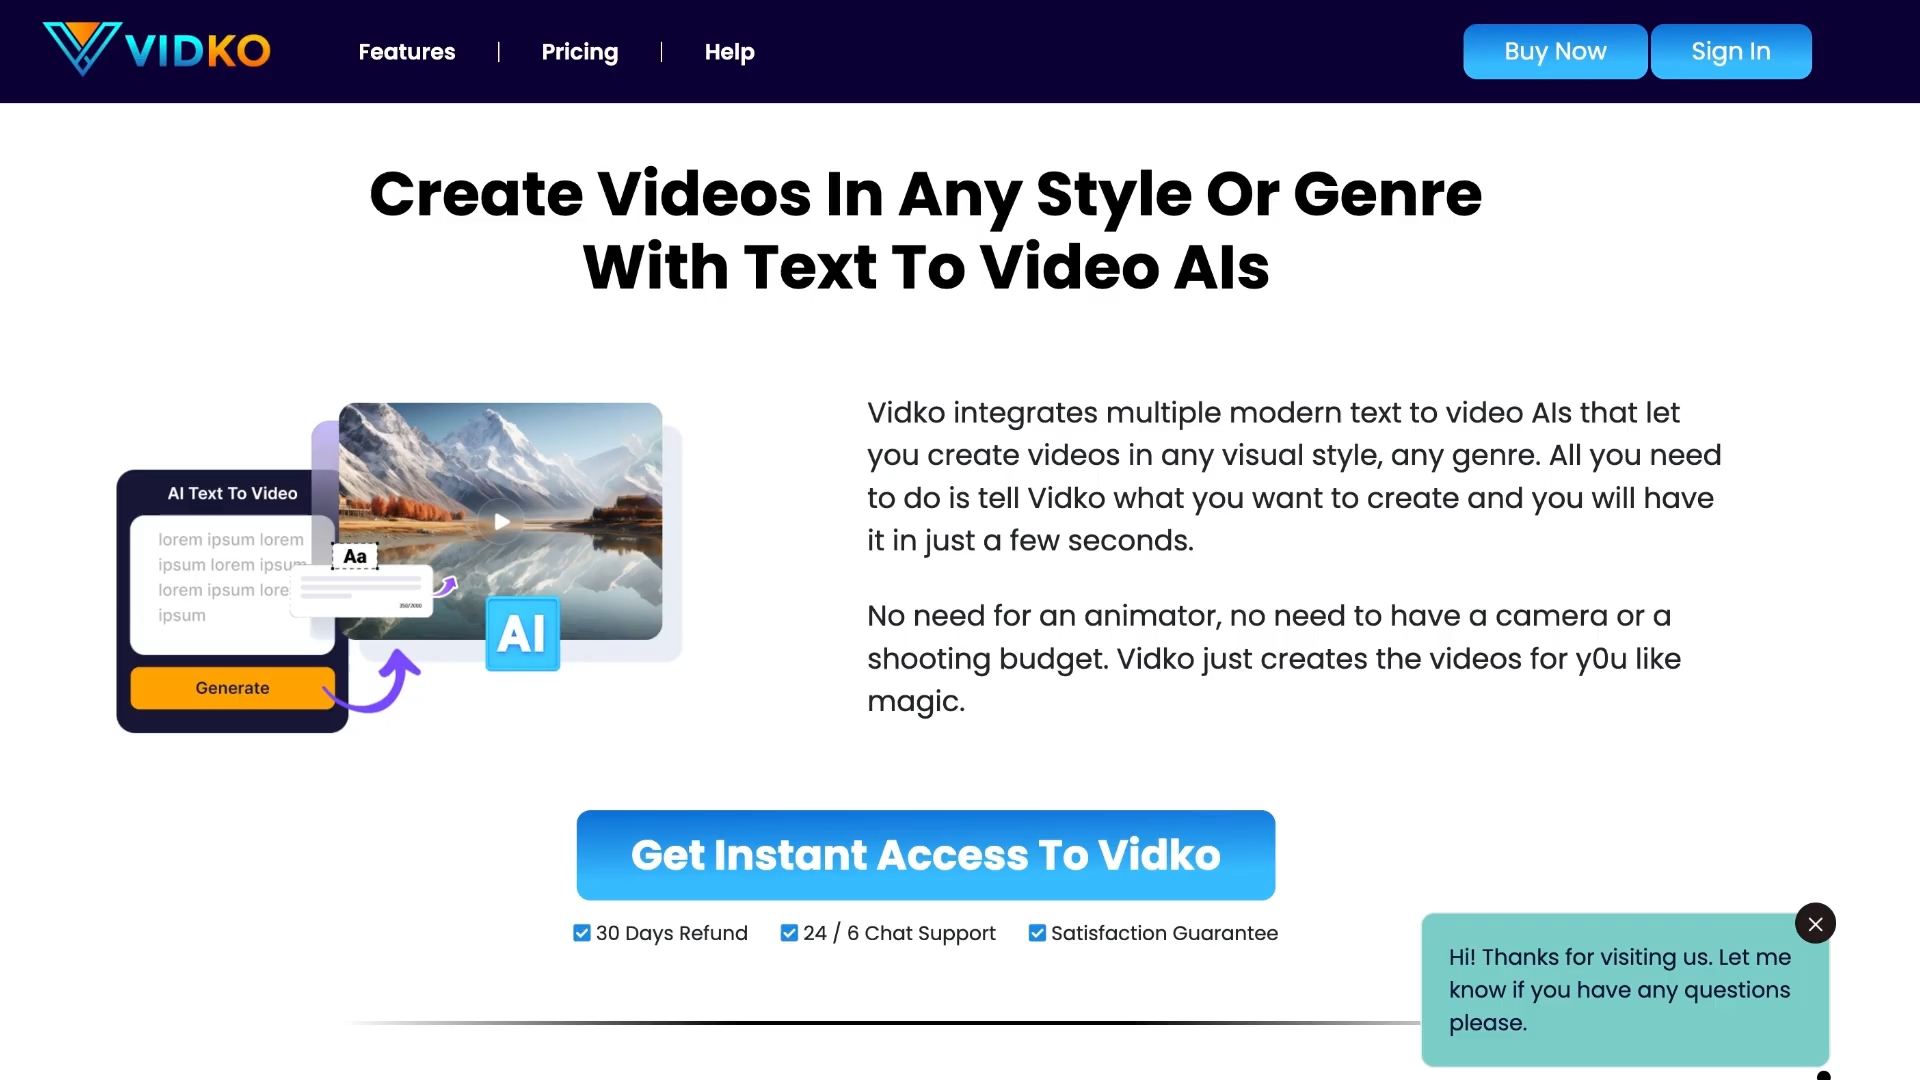 VIDKO
Features | Pricing | Help
Buy Now
Sign In
Create Videos In Any Style Or Genre
With Text To Video AIs
AI Text To Video
lorem ipsum lorem
ipsum lorem ipsum
lorem ipsum lore
ipsum
Aa
350/2000
AI
Generate
Vidko integrates multiple modern text to video AIs that let
you create videos in any visual style, any genre. All you need
to do is tell Vidko what you want to create and you will have
it in just a few seconds.
No need for an animator, no need to have a camera or a
shooting budget. Vidko just creates the videos for y0u like
magic.
Get Instant Access To Vidko
30 Days Refund
24 / 6 Chat Support
Satisfaction Guarantee
Hi! Thanks for visiting us. Let me
know if you have any questions
please.